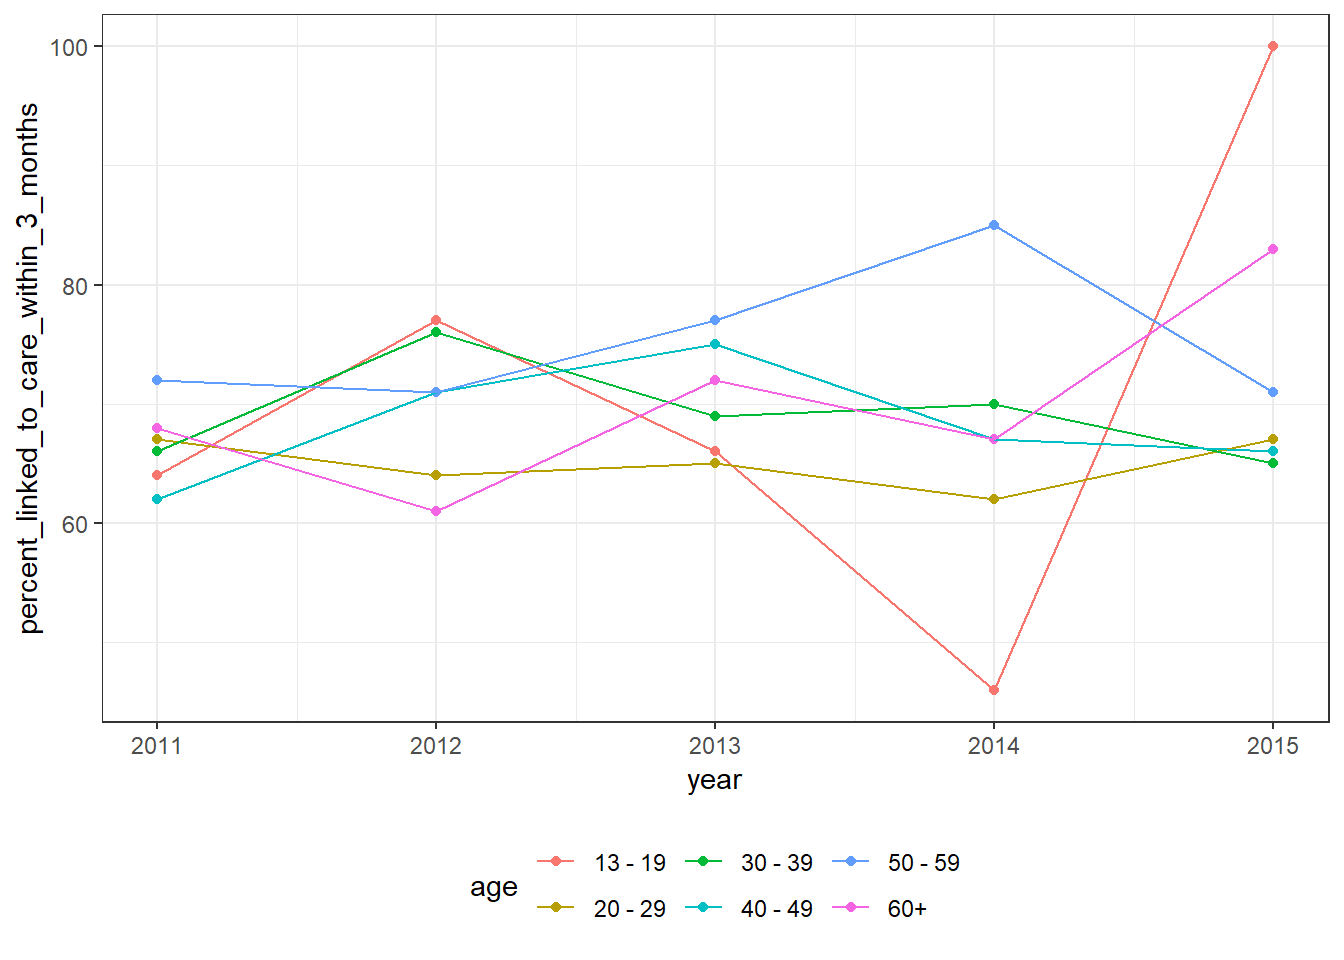 percent_linked_to_care_within_3_months
100
80
60
2011 2012 2013 2014 2015
year
age
13 - 19 30 - 39 50 - 59
20 - 29 40 - 49 60+